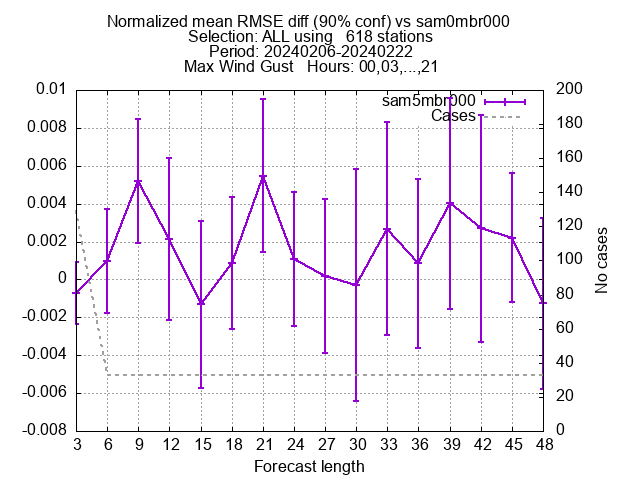 Normalized mean RMSE diff (90% conf) vs sam0mbr000
Selection: ALL using   618 stations
Period: 20240206-20240222
Max Wind Gust   Hours: 00,03,...,21
sam5mbr000
Cases
0.01
0.008
0.006
0.004
0.002
0
-0.002
-0.004
-0.006
-0.008
200
180
160
140
120
100
80
60
40
20
0
No cases
3 6 9 12 15 18 21 24 27 30 33 36 39 42 45 48
Forecast length